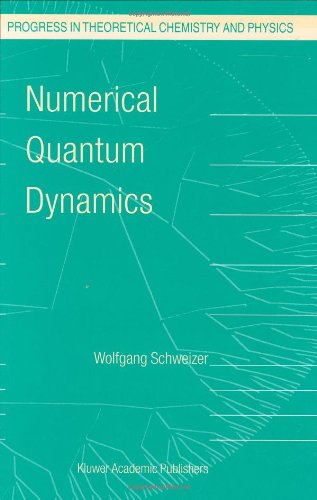 PROGRESS IN THEORETICAL CHEMISTRY AND PHYSICS
Numerical
Quantum
Dynamics
Wolfgang Schweizer
Kluwer Academic Publishers